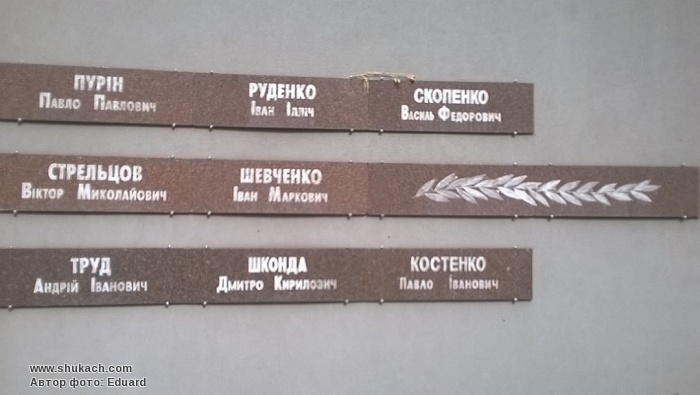 ПУРІН
Павло Павлович
РУДЕНКО
Іван Ілліч
СКОПЕНКО
Василь Федорович
СТРЕЛЬЦОВ
Віктор Миколайович
ШЕВЧЕНКО
Іван Маркович
ТРУД
Андрій Іванович
ШКОНДА
Дмитро Кирилович
КОСТЕНКО
Павло Іванович
www.shukach.com
Автор фото: Eduard